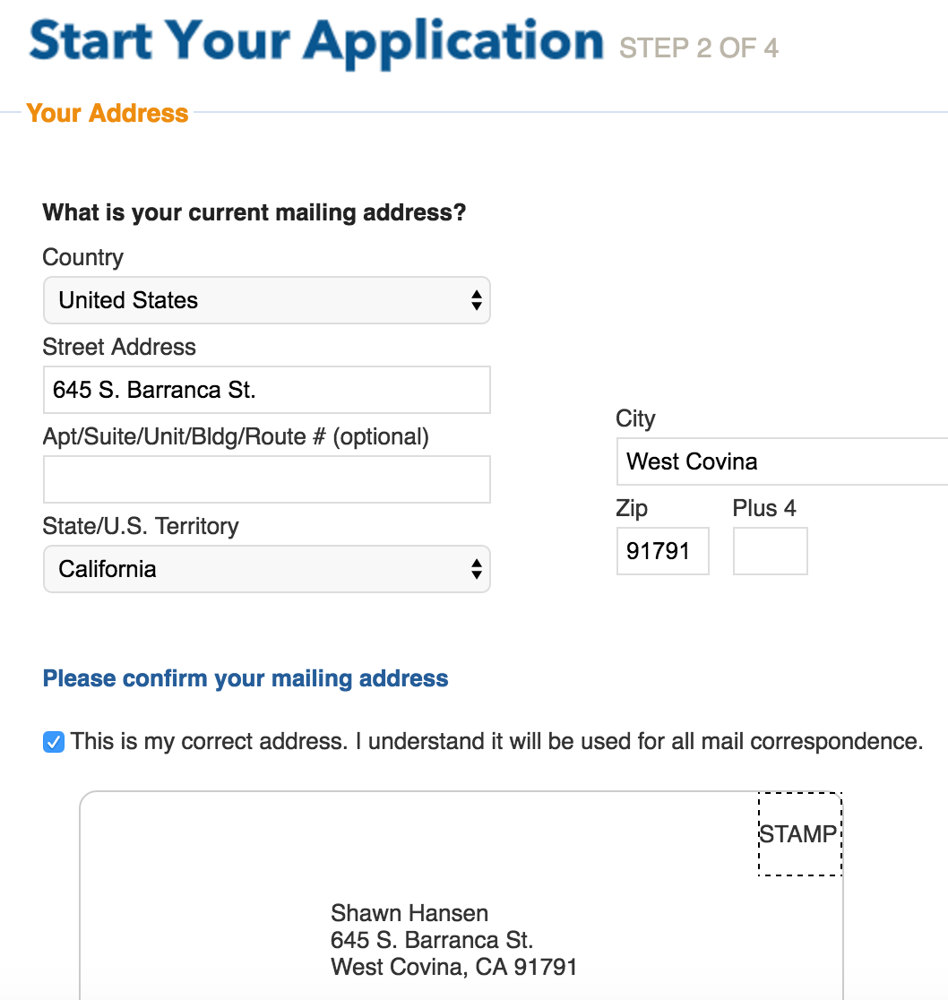 Start Your Application STEP 2 OF 4
Your Address
What is your current mailing address?
Country
United States
Street Address
645 S. Barranca St.
Apt/Suite/Unit/Bldg/Route # (optional)
State/U.S. Territory
California
City
West Covina
Zip Plus 4
91791
Please confirm your mailing address
This is my correct address. I understand it will be used for all mail correspondence.
STAMP
Shawn Hansen
645 S. Barranca St.
West Covina, CA 91791